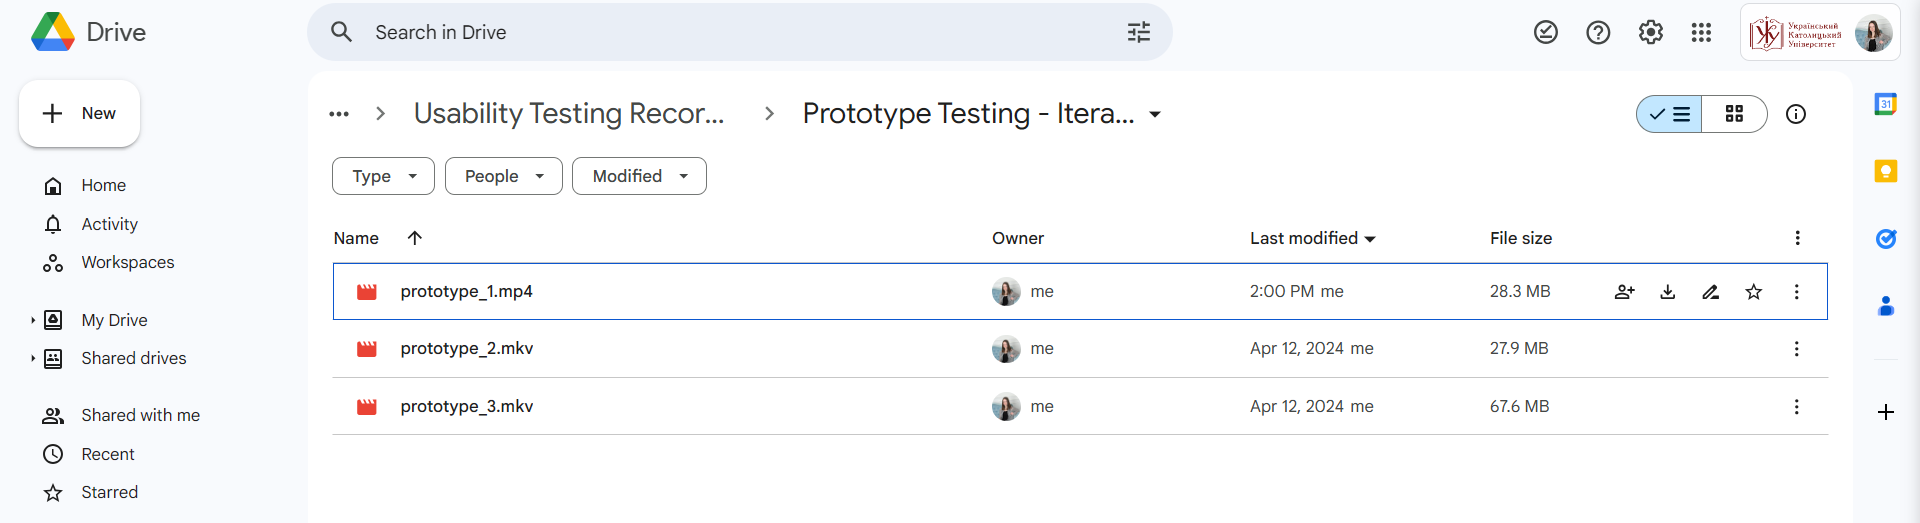 Drive
Search in Drive
Український
Католицький
Університет
New
Usability Testing Recor...
Prototype Testing - Itera...
31
Type
People
Modified
Home
Activity
Workspaces
My Drive
Shared drives
Shared with me
Recent
Starred
Name Owner Last modified File size
prototype_1.mp4 me 2:00 PM me 28.3 MB
prototype_2.mkv me Apr 12, 2024 me 27.9 MB
prototype_3.mkv me Apr 12, 2024 me 67.6 MB